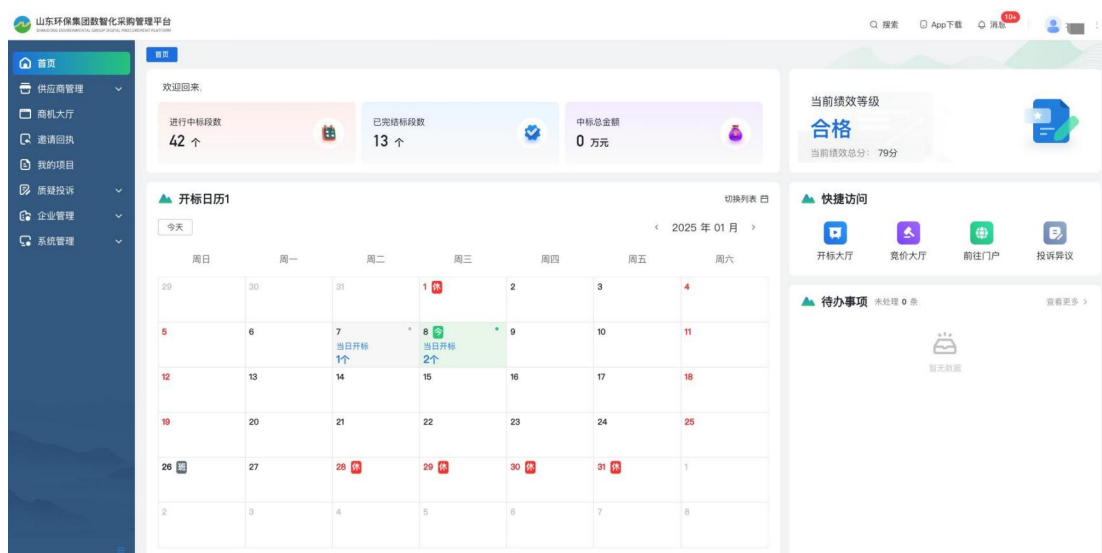 山东环保集团数智化采购管理平台
SHANDONG ENVIRONMENTAL GROUP DIGITAL PROCUREMENT PLATFORM
搜索
App下载
消息
10+
首页
供应商管理
商机大厅
邀请回执
我的项目
质疑投诉
企业管理
系统管理
首页
欢迎回来,
进行中标段数
42 个
已完结标段数
13 个
中标总金额
0 万元
当前绩效等级
合格
当前绩效总分: 79分
开标日历1
切换列表
今天
2025 年 01 月
周日 周一 周二 周三 周四 周五 周六
29 30 31 1 休 2 3 4
5 6 7 8 今 9 10 11
当日开标 当日开标
1个 2个
12 13 14 15 16 17 18
19 20 21 22 23 24 25
26 班 27 28 休 29 休 30 休 31 休 1
2 3 4 5 6 7 8
快捷访问
开标大厅 竞价大厅 前往门户 投诉异议
待办事项 未处理 0 条
查看更多
暂无数据